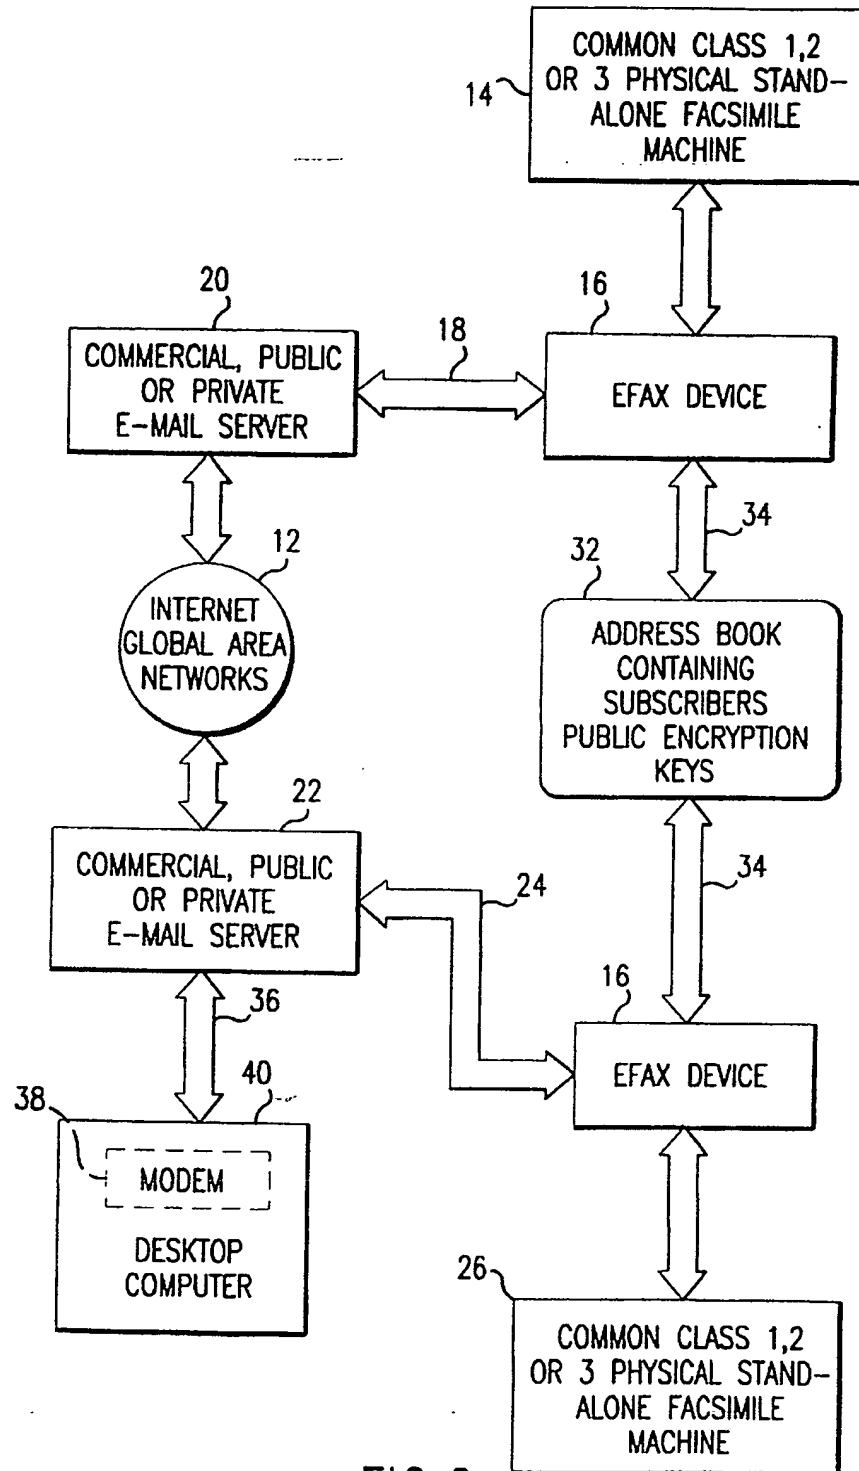 COMMON CLASS 1,2
OR 3 PHYSICAL STAND-
ALONE FACSIMILE
MACHINE
14
20
COMMERCIAL, PUBLIC
OR PRIVATE
E-MAIL SERVER
18
16
EFAX DEVICE
34
12
INTERNET
GLOBAL AREA
NETWORKS
32
ADDRESS BOOK
CONTAINING
SUBSCRIBERS
PUBLIC ENCRYPTION
KEYS
22
COMMERCIAL, PUBLIC
OR PRIVATE
E-MAIL SERVER
24
34
36
16
EFAX DEVICE
38
40
MODEM
DESKTOP
COMPUTER
26
COMMON CLASS 1,2
OR 3 PHYSICAL STAND-
ALONE FACSIMILE
MACHINE